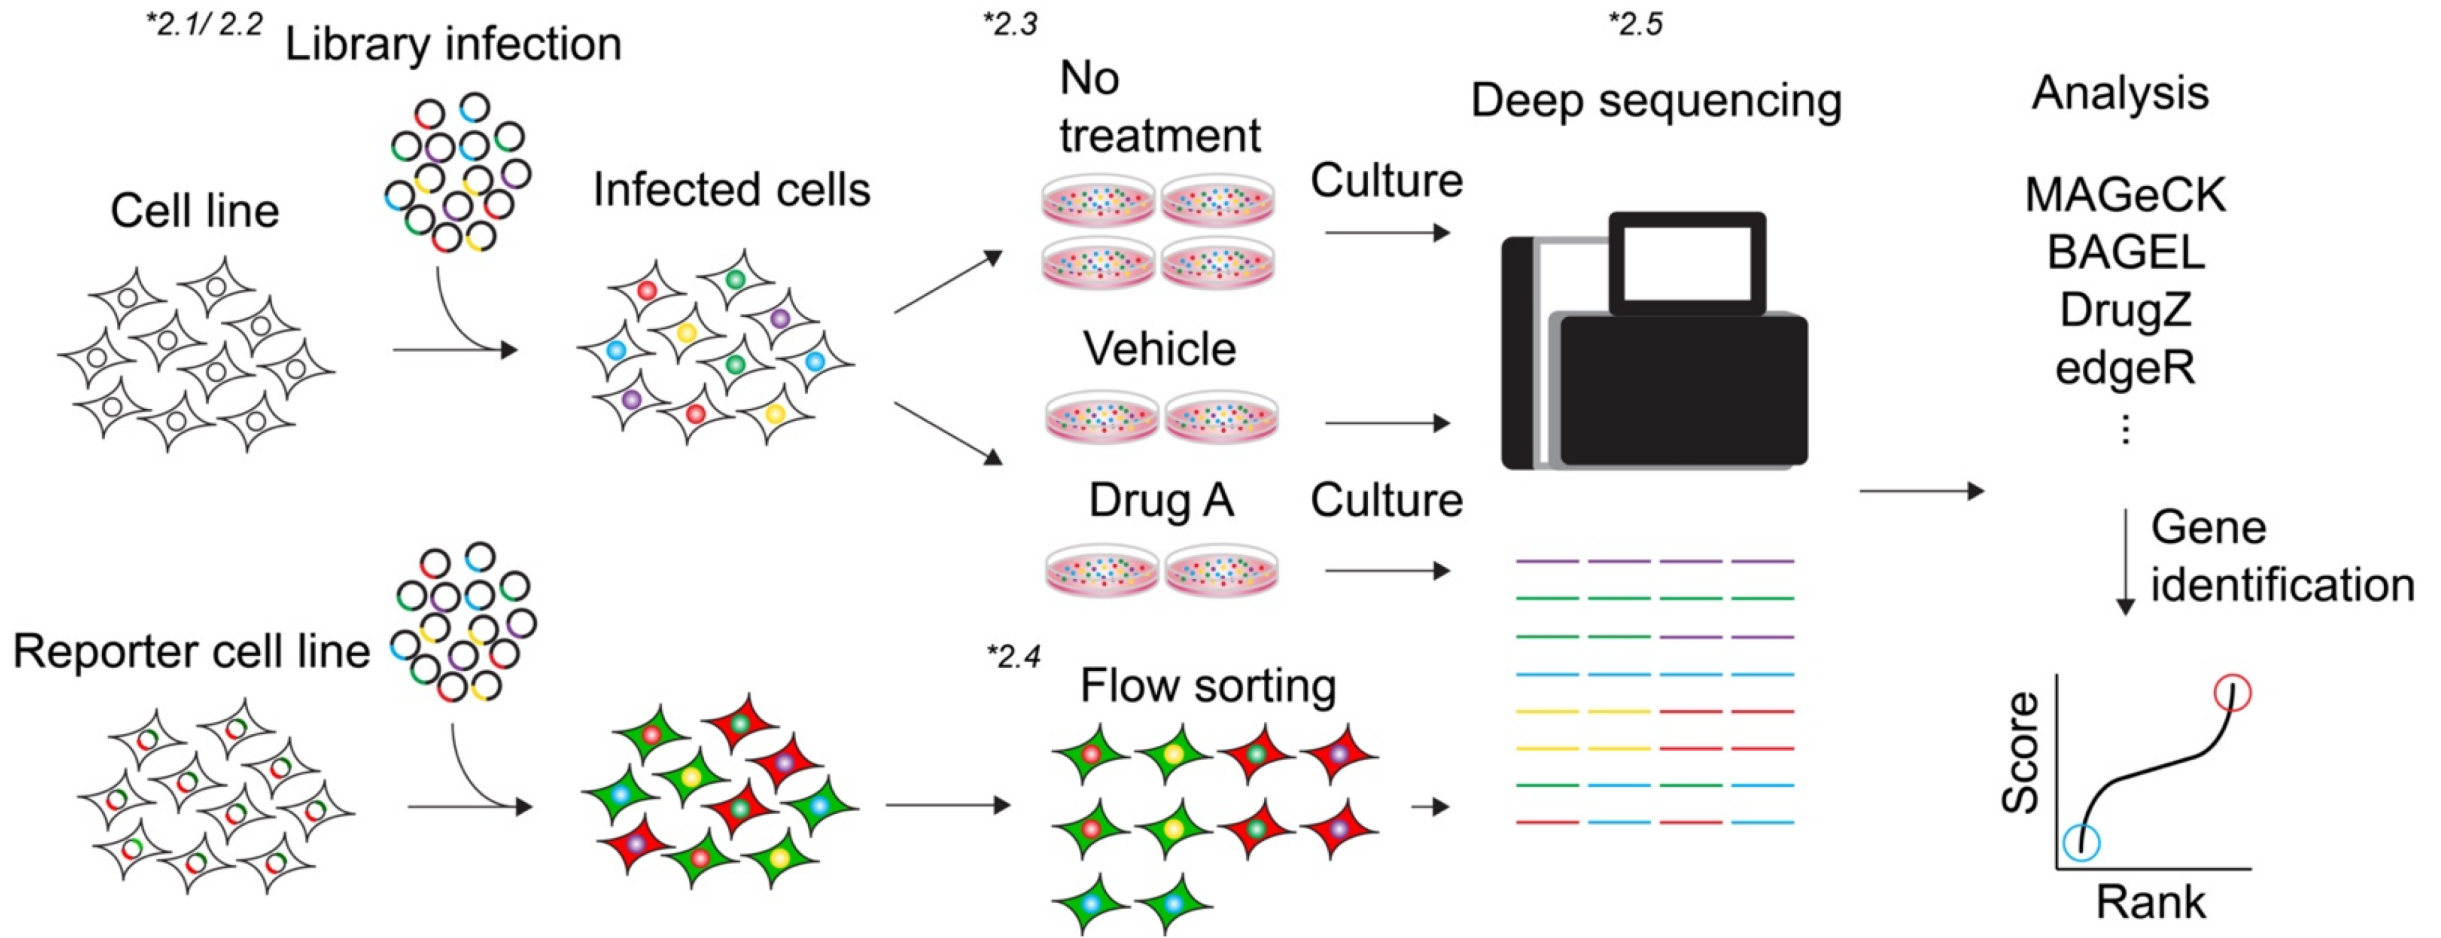 *2.1/ 2.2
Library infection
*2.3
*2.5
No
treatment
Deep sequencing
Analysis
Cell line
Infected cells
Culture
MAGeCK
BAGEL
DrugZ
edgeR
⋮
Vehicle
Drug A
Culture
Gene
identification
Reporter cell line
*2.4
Flow sorting
Score
Rank